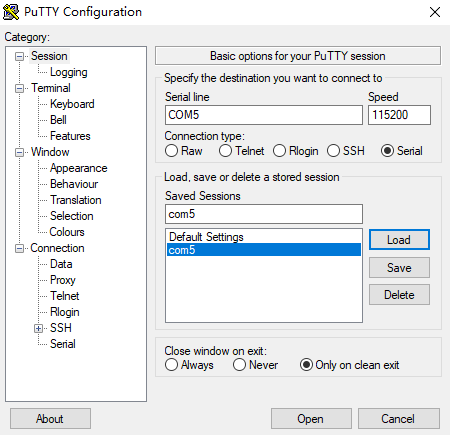 PuTTY Configuration
Category:
Session
Logging
Terminal
Keyboard
Bell
Features
Window
Appearance
Behaviour
Translation
Selection
Colours
Connection
Data
Proxy
Telnet
Rlogin
SSH
Serial
Basic options for your PuTTY session
Specify the destination you want to connect to
Serial line Speed
COM5 115200
Connection type:
Raw Telnet Rlogin SSH Serial
Load, save or delete a stored session
Saved Sessions
com5
Default Settings
com5
Load
Save
Delete
Close window on exit:
Always Never Only on clean exit
About Open Cancel